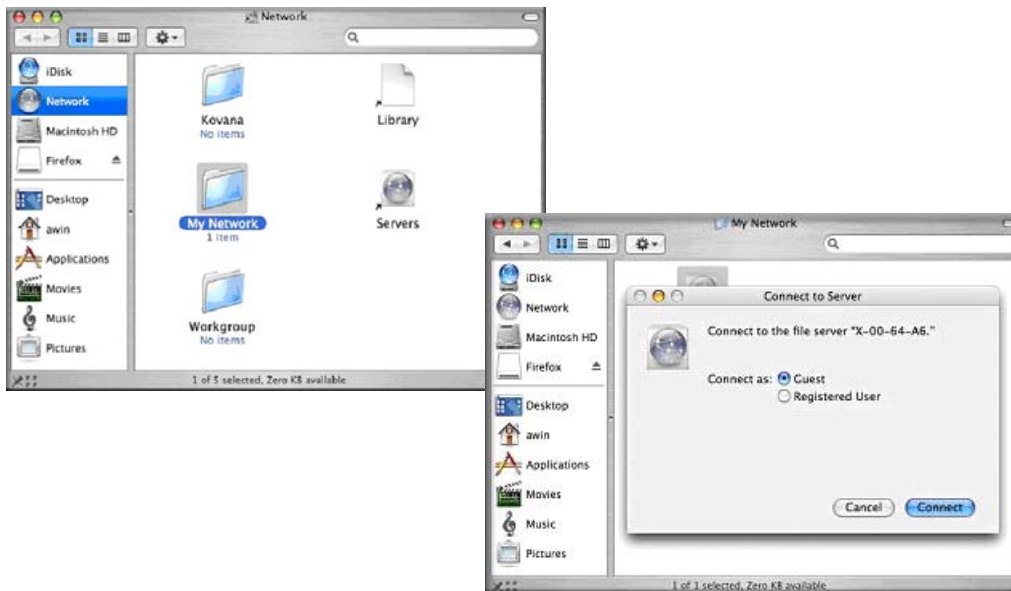 Network
iDisk
Network
Macintosh HD
Firefox
Desktop
awin
Applications
Movies
Music
Pictures
Kovana
No items
Library
My Network
1 item
Servers
Workgroup
No items
1 of 5 selected, Zero KB available
My Network
iDisk
Network
Macintosh HD
Firefox
Desktop
awin
Applications
Movies
Music
Pictures
Connect to Server
Connect to the file server "X-00-64-A6."
Connect as: Guest
Registered User
Cancel Connect
1 of 1 selected, Zero KB available